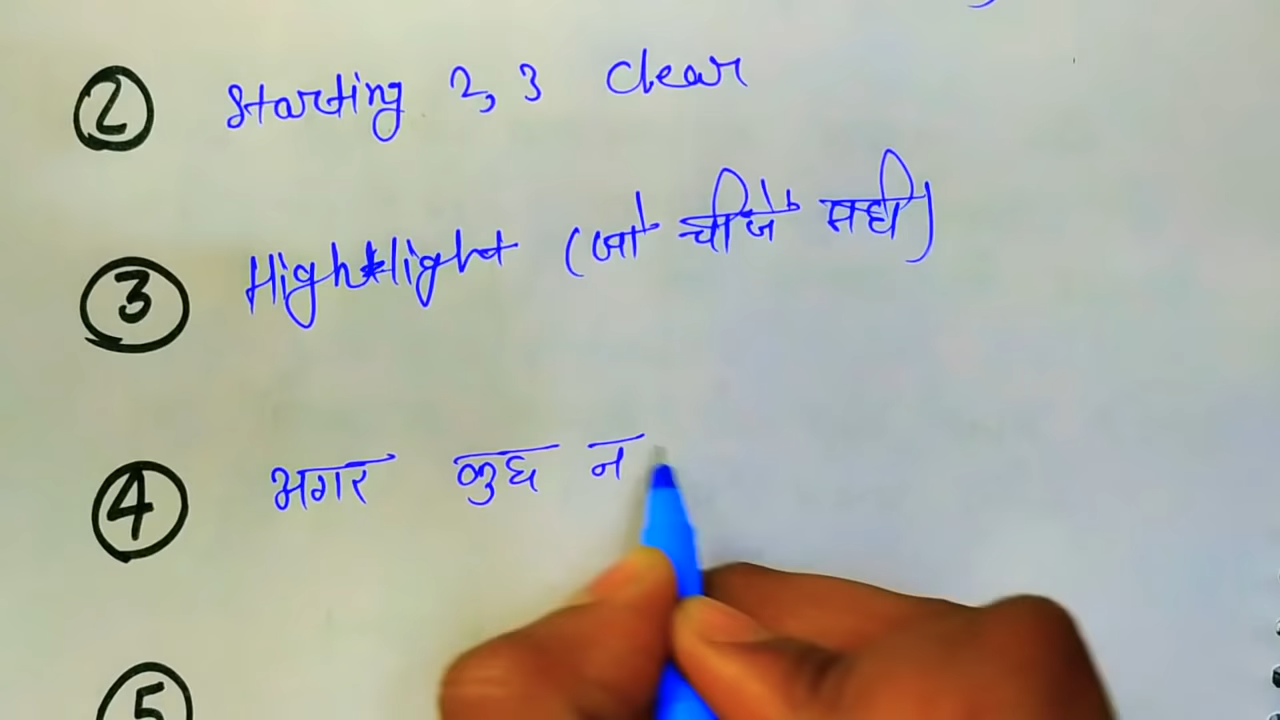 ② Starting 2, 3 Clear
③ Highlight (जो चीजे सही)
④ अगर कुछ न
⑤